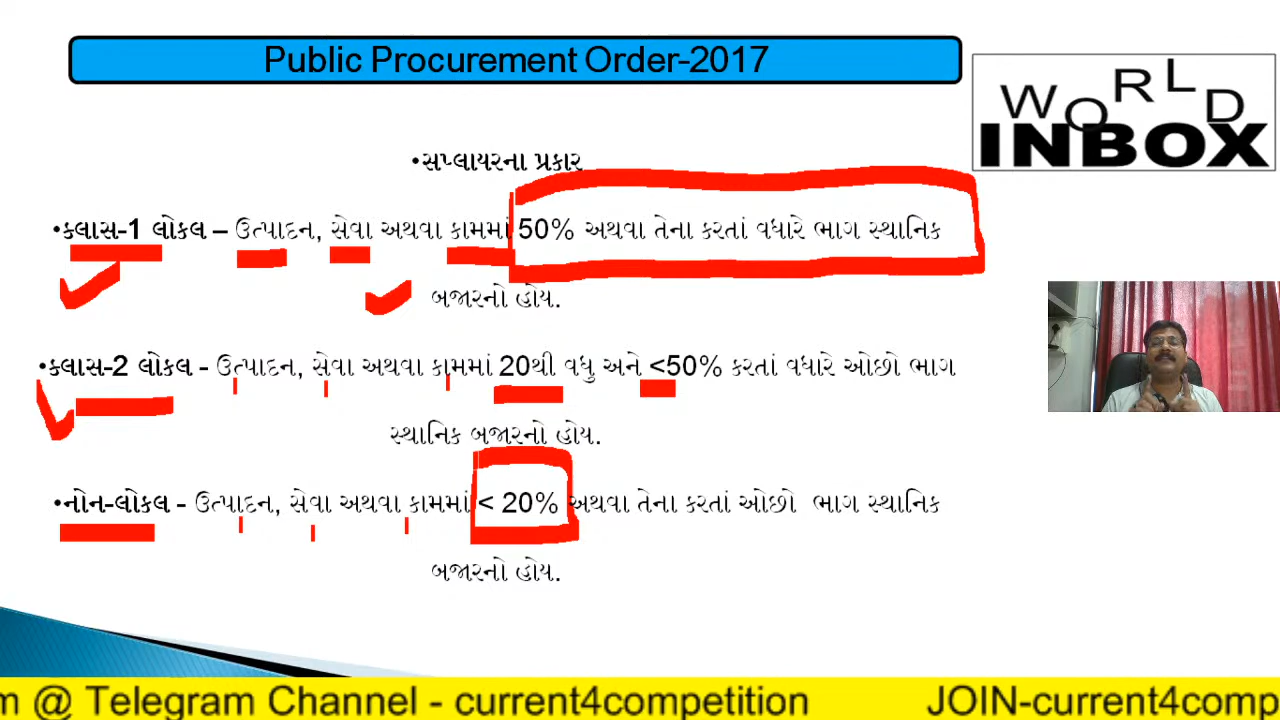 Public Procurement Order-2017
WORLD
INBOX
•સપ્લાયરના પ્રકાર
•ક્લાસ-1 લોકલ – ઉત્પાદન, સેવા અથવા કામમાં 50% અથવા તેના કરતાં વધારે ભાગ સ્થાનિક
બજારનો હોય.
•ક્લાસ-2 લોકલ - ઉત્પાદન, સેવા અથવા કામમાં 20થી વધુ અને <50% કરતાં વધારે ઓછો ભાગ
સ્થાનિક બજારનો હોય.
•નોન-લોકલ - ઉત્પાદન, સેવા અથવા કામમાં < 20% અથવા તેના કરતાં ઓછો ભાગ સ્થાનિક
બજારનો હોય.
m @ Telegram Channel - current4competition JOIN-current4comp